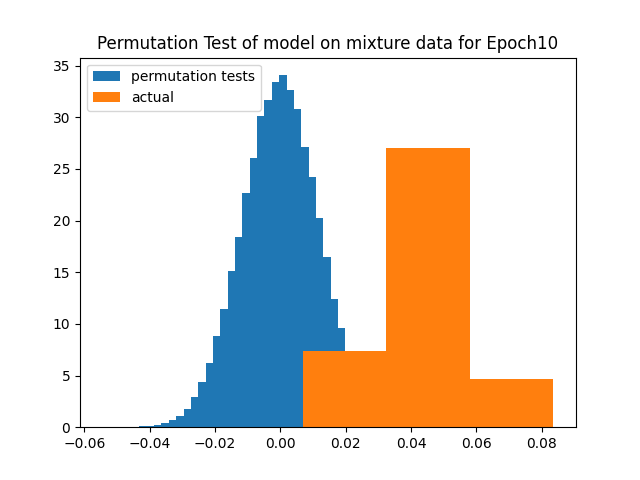 Permutation Test of model on mixture data for Epoch10
permutation tests
actual
35
30
25
20
15
10
5
0
−0.06 −0.04 −0.02 0.00 0.02 0.04 0.06 0.08